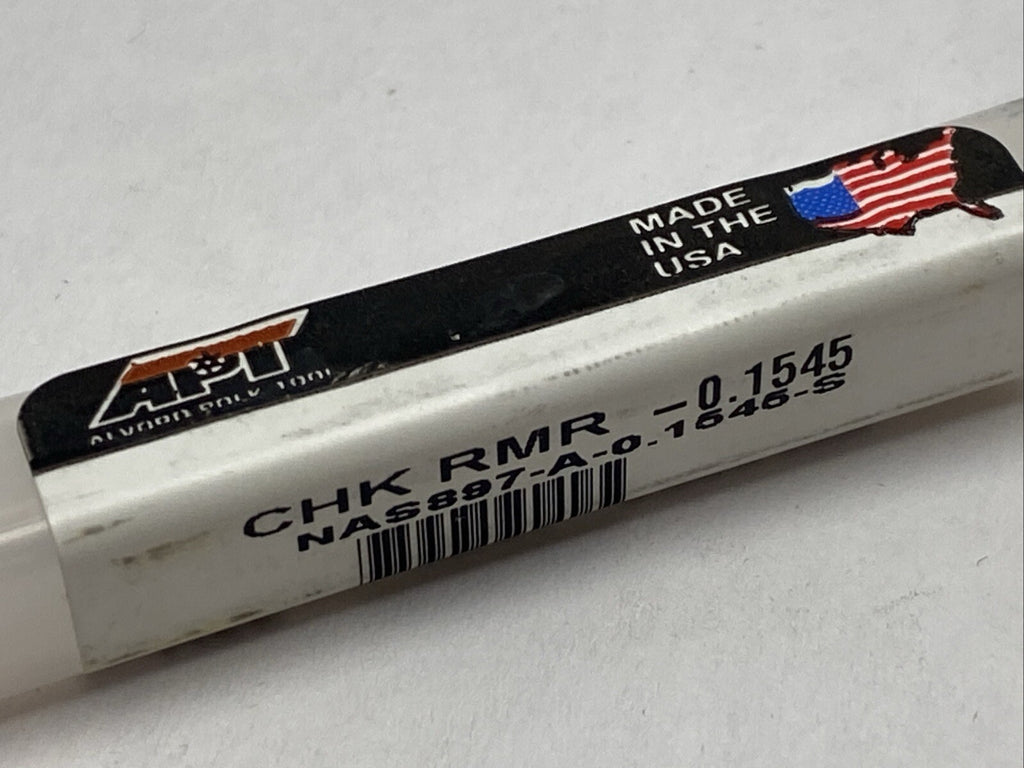 API
MADE
IN THE
USA
CHK RMR -0.1545
NAS897-A-0.1545-S